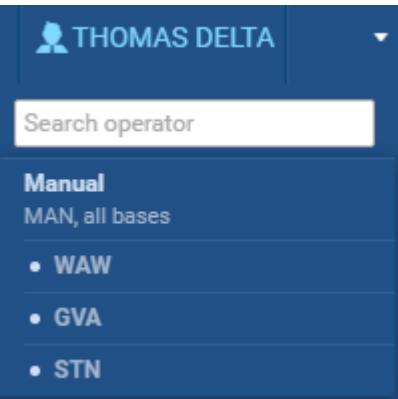 THOMAS DELTA
Search operator
Manual
MAN, all bases
• WAW
• GVA
• STN